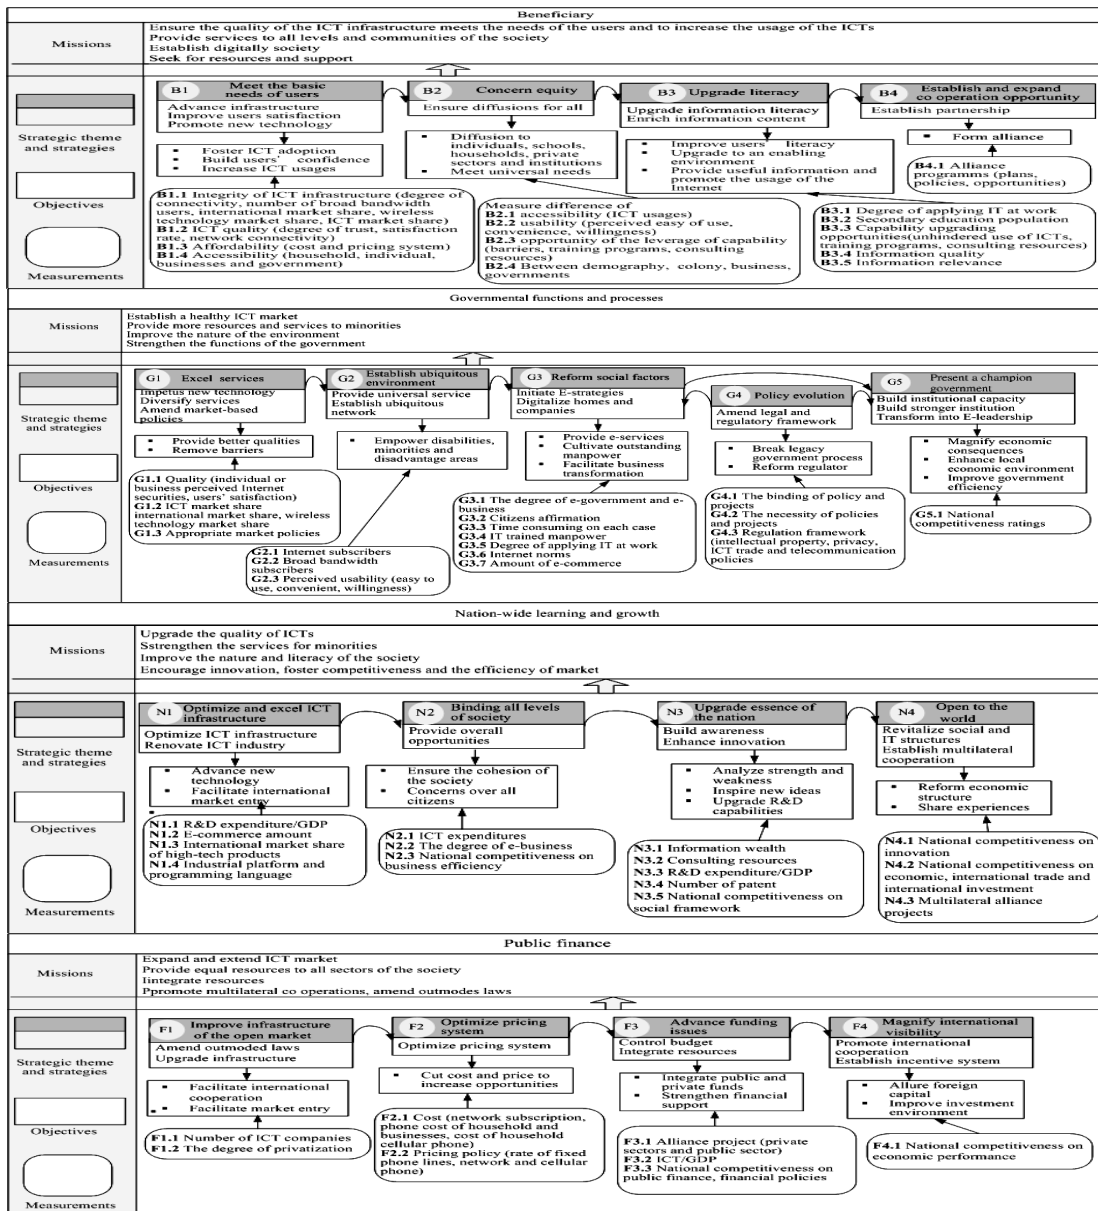 Beneficiary
Missions
Ensure the quality of the ICT infrastructure meets the needs of the users and to increase the usage of the ICTs
Provide services to all levels and communities of the society
Establish digitally society
Seek for resources and support
Strategic theme
and strategies
Objectives
Measurements
B1 Meet the basic
needs of users
Advance infrastructure
Improve users satisfaction
Promote new technology
▪ Foster ICT adoption
▪ Build users' confidence
▪ Increase ICT usages
B1.1 Integrity of ICT infrastructure (degree of
connectivity, number of broad bandwidth
users, international market share, wireless
technology market share, ICT market share)
B1.2 ICT quality (degree of trust, satisfaction
rate, network connectivity)
B1.3 Affordability (cost and pricing system)
B1.4 Accessibility (household, individual,
businesses and government)
B2 Concern equity
Ensure diffusions for all
▪ Diffusion to
individuals, schools,
households, private
sectors and institutions
▪ Meet universal needs
Measure difference of
B2.1 accessibility (ICT usages)
B2.2 usability (perceived easy of use,
convenience, willingness)
B2.3 opportunity of the leverage of capability
(barriers, training programs, consulting
resources)
B2.4 Between demography, colony, business,
governments
B3 Upgrade literacy
Upgrade information literacy
Enrich information content
▪ Improve users' literacy
▪ Upgrade to an enabling
environment
▪ Provide useful information and
promote the usage of the
Internet
B3.1 Degree of applying IT at work
B3.2 Secondary education population
B3.3 Capability upgrading
opportunities(unhindered use of ICTs,
training programs, consulting resources)
B3.4 Information quality
B3.5 Information relevance
B4 Establish and expand
co operation opportunity
Establish partnership
▪ Form alliance
B4.1 Alliance
programms (plans,
policies, opportunities)
Governmental functions and processes
Missions
Establish a healthy ICT market
Provide more resources and services to minorities
Improve the nature of the environment
Strengthen the functions of the government
Strategic theme
and strategies
Objectives
Measurements
G1 Excel services
Impetus new technology
Diversify services
Amend market-based
policies
▪ Provide better qualities
▪ Remove barriers
G1.1 Quality (individual or
business perceived Internet
securities, users' satisfaction)
G1.2 ICT market share
international market share, wireless
technology market share
G1.3 Appropriate market policies
G2 Establish ubiquitous
environment
Provide universal service
Establish ubiquitous
network
▪ Empower disabilities,
minorities and
disadvantage areas
G2.1 Internet subscribers
G2.2 Broad bandwidth
subscribers
G2.3 Perceived usability (easy to
use, convenient, willingness)
G3 Reform social factors
Initiate E-strategies
Digitalize homes and
companies
▪ Provide e-services
▪ Cultivate outstanding
manpower
▪ Facilitate business
transformation
G3.1 The degree of e-government and e-
business
G3.2 Citizens affirmation
G3.3 Time consuming on each case
G3.4 IT trained manpower
G3.5 Degree of applying IT at work
G3.6 Internet norms
G3.7 Amount of e-commerce
G4 Policy evolution
Amend legal and
regulatory framework
▪ Break legacy
government process
▪ Reform regulator
G4.1 The binding of policy and
projects
G4.2 The necessity of policies
and projects
G4.3 Regulation framework
(intellectual property, privacy,
ICT trade and telecommunication
policies
G5 Present a champion
government
Build institutional capacity
Build stronger institution
Transform into E-leadership
▪ Magnify economic
consequences
▪ Enhance local
economic environment
▪ Improve government
efficiency
G5.1 National
competitiveness ratings
Nation-wide learning and growth
Missions
Upgrade the quality of ICTs
Sstrengthen the services for minorities
Improve the nature and literacy of the society
Encourage innovation, foster competitiveness and the efficiency of market
Strategic theme
and strategies
Objectives
Measurements
N1 Optimize and excel ICT
infrastructure
Optimize ICT infrastructure
Renovate ICT industry
▪ Advance new
technology
▪ Facilitate international
market entry
▪
N1.1 R&D expenditure/GDP
N1.2 E-commerce amount
N1.3 International market share
of high-tech products
N1.4 Industrial platform and
programming language
N2 Binding all levels
of society
Provide overall
opportunities
▪ Ensure the cohesion of
the society
▪ Concerns over all
citizens
N2.1 ICT expenditures
N2.2 The degree of e-business
N2.3 National competitiveness on
business efficiency
N3 Upgrade essence of
the nation
Build awareness
Enhance innovation
▪ Analyze strength and
weakness
▪ Inspire new ideas
▪ Upgrade R&D
capabilities
N3.1 Information wealth
N3.2 Consulting resources
N3.3 R&D expenditure/GDP
N3.4 Number of patent
N3.5 National competitiveness on
social framework
N4 Open to the
world
Revitalize social and
IT structures
Establish multilateral
cooperation
▪ Reform economic
structure
▪ Share experiences
N4.1 National competitiveness on
innovation
N4.2 National competitiveness on
economic, international trade and
international investment
N4.3 Multilateral alliance
projects
Public finance
Missions
Expand and extend ICT market
Provide equal resources to all sectors of the society
Iintegrate resources
Ppromote multilateral co operations, amend outmodes laws
Strategic theme
and strategies
Objectives
Measurements
F1 Improve infrastructure
of the open market
Amend outmoded laws
Upgrade infrastructure
▪ Facilitate international
cooperation
▪ Facilitate market entry
F1.1 Number of ICT companies
F1.2 The degree of privatization
F2 Optimize pricing
system
Optimize pricing system
▪ Cut cost and price to
increase opportunities
F2.1 Cost (network subscription,
phone cost of household and
businesses, cost of household
cellular phone)
F2.2 Pricing policy (rate of fixed
phone lines, network and cellular
phone)
F3 Advance funding
issues
Control budget
Integrate resources
▪ Integrate public and
private funds
▪ Strengthen financial
support
F3.1 Alliance project (private
sectors and public sector)
F3.2 ICT/GDP
F3.3 National competitiveness on
public finance, financial policies
F4 Magnify international
visibility
Promote international
cooperation
Establish incentive system
▪ Allure foreign
capital
▪ Improve investment
environment
F4.1 National competitiveness on
economic performance